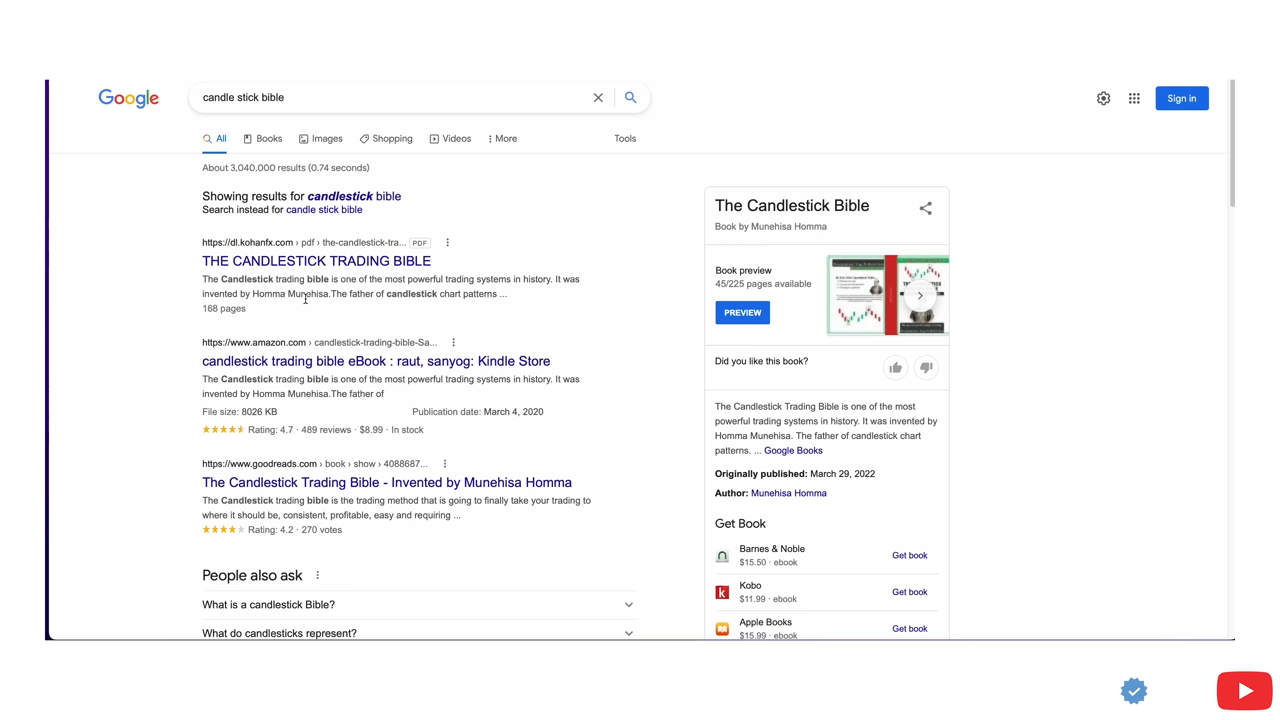 Google
candle stick bible
Sign in
All Books Images Shopping Videos More Tools
About 3,040,000 results (0.74 seconds)
Showing results for candlestick bible
Search instead for candle stick bible
https://dl.kohanfx.com › pdf › the-candlestick-tra... PDF
THE CANDLESTICK TRADING BIBLE
The Candlestick trading bible is one of the most powerful trading systems in history. It was
invented by Homma Munehisa.The father of candlestick chart patterns ...
168 pages
https://www.amazon.com › candlestick-trading-bible-Sa...
candlestick trading bible eBook : raut, sanyog: Kindle Store
The Candlestick trading bible is one of the most powerful trading systems in history. It was
invented by Homma Munehisa.The father of
File size: 8026 KB Publication date: March 4, 2020
Rating: 4.7 · 489 reviews · $8.99 · In stock
https://www.goodreads.com › book › show › 4088687...
The Candlestick Trading Bible - Invented by Munehisa Homma
The Candlestick trading bible is the trading method that is going to finally take your trading to
where it should be, consistent, profitable, easy and requiring ...
Rating: 4.2 · 270 votes
People also ask
What is a candlestick Bible?
What do candlesticks represent?
The Candlestick Bible
Book by Munehisa Homma
Book preview
45/225 pages available
PREVIEW
Did you like this book?
The Candlestick Trading Bible is one of the most
powerful trading systems in history. It was invented by
Homma Munehisa. The father of candlestick chart
patterns. ... Google Books
Originally published: March 29, 2022
Author: Munehisa Homma
Get Book
Barnes & Noble
$15.50 · ebook
Get book
Kobo
$11.99 · ebook
Get book
Apple Books
$15.99 · ebook
Get book